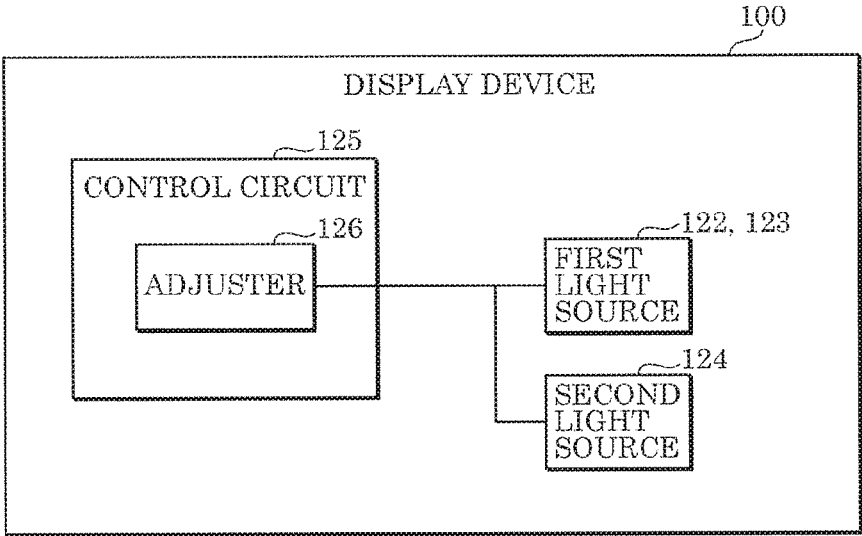 100
DISPLAY DEVICE
125
CONTROL CIRCUIT
126
ADJUSTER
122, 123
FIRST
LIGHT
SOURCE
124
SECOND
LIGHT
SOURCE